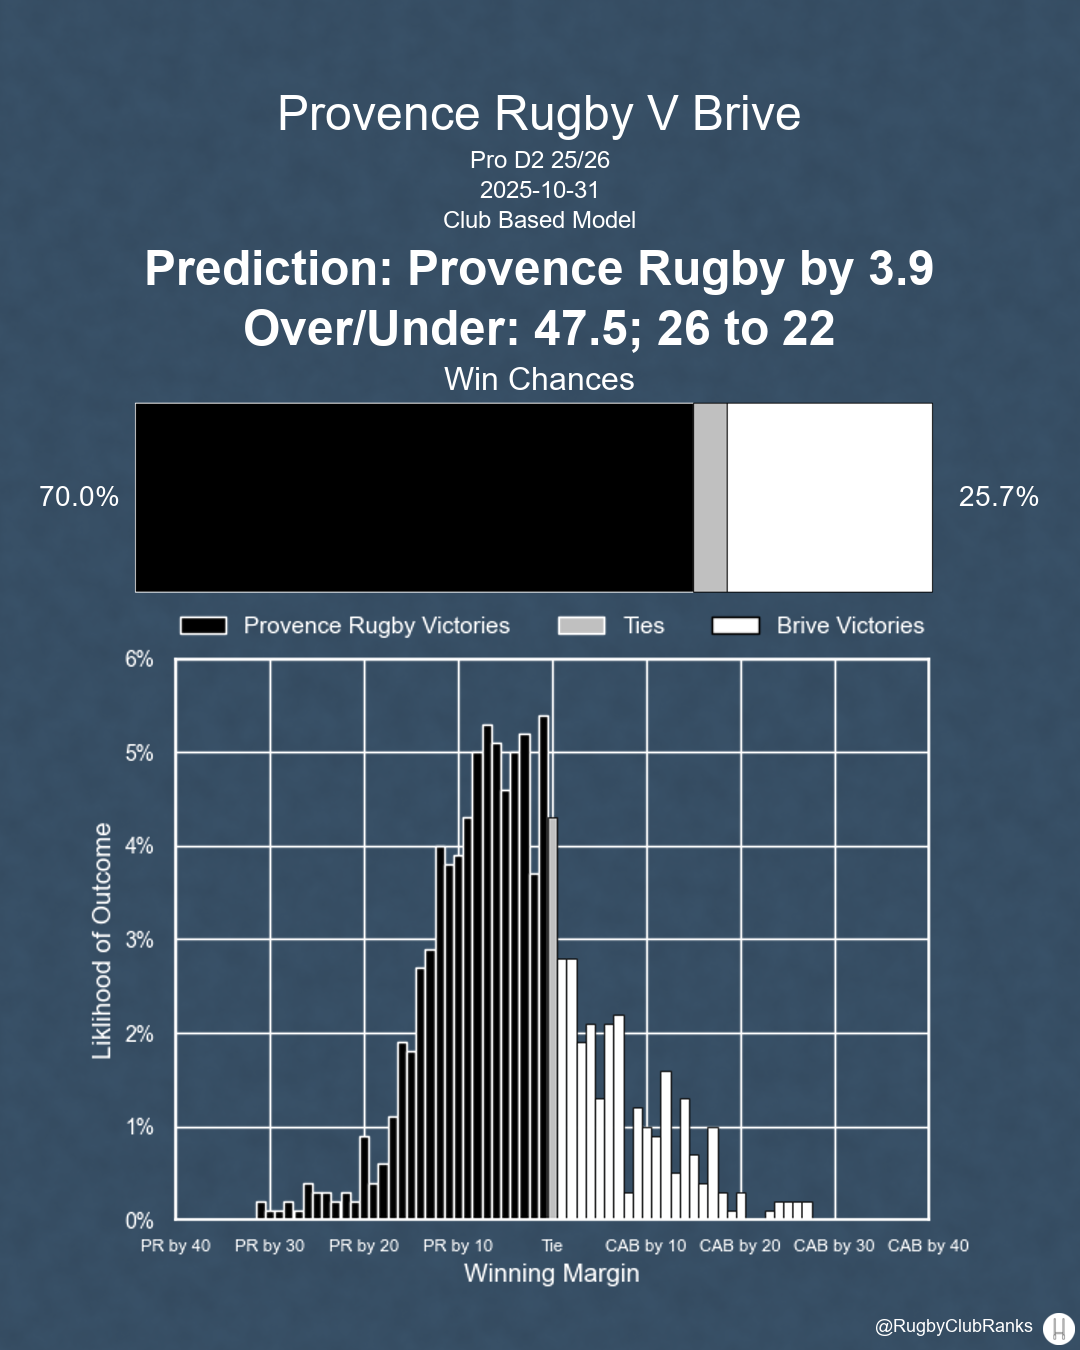 Provence Rugby V Brive
Pro D2 25/26
2025-10-31
Club Based Model
Prediction: Provence Rugby by 3.9
Over/Under: 47.5; 26 to 22
Win Chances
70.0%
25.7%
Provence Rugby Victories
Ties
Brive Victories
6%
5%
4%
3%
2%
1%
0%
Liklihood of Outcome
PR by 40
PR by 30
PR by 20
PR by 10
Tie
CAB by 10
CAB by 20
CAB by 30
CAB by 40
Winning Margin
@RugbyClubRanks